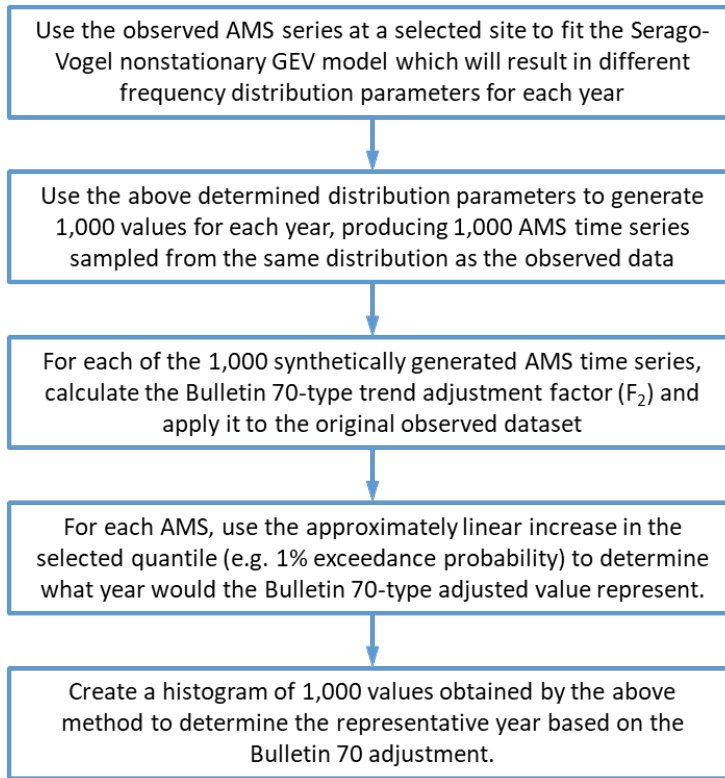 Use the observed AMS series at a selected site to fit the Serago-
Vogel nonstationary GEV model which will result in different
frequency distribution parameters for each year
Use the above determined distribution parameters to generate
1,000 values for each year, producing 1,000 AMS time series
sampled from the same distribution as the observed data
For each of the 1,000 synthetically generated AMS time series,
calculate the Bulletin 70-type trend adjustment factor (F₂) and
apply it to the original observed dataset
For each AMS, use the approximately linear increase in the
selected quantile (e.g. 1% exceedance probability) to determine
what year would the Bulletin 70-type adjusted value represent.
Create a histogram of 1,000 values obtained by the above
method to determine the representative year based on the
Bulletin 70 adjustment.